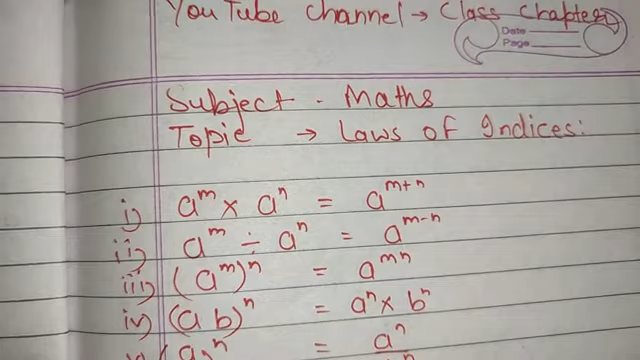 YouTube channel → Class Chapter
Date
Page
Subject - Maths
Topic → Laws of Indices:
i) aᵐ × aⁿ = aᵐ⁺ⁿ
ii) aᵐ ÷ aⁿ = aᵐ⁻ⁿ
iii) (aᵐ)ⁿ = aᵐⁿ
iv) (ab)ⁿ = aⁿ × bⁿ
aⁿ